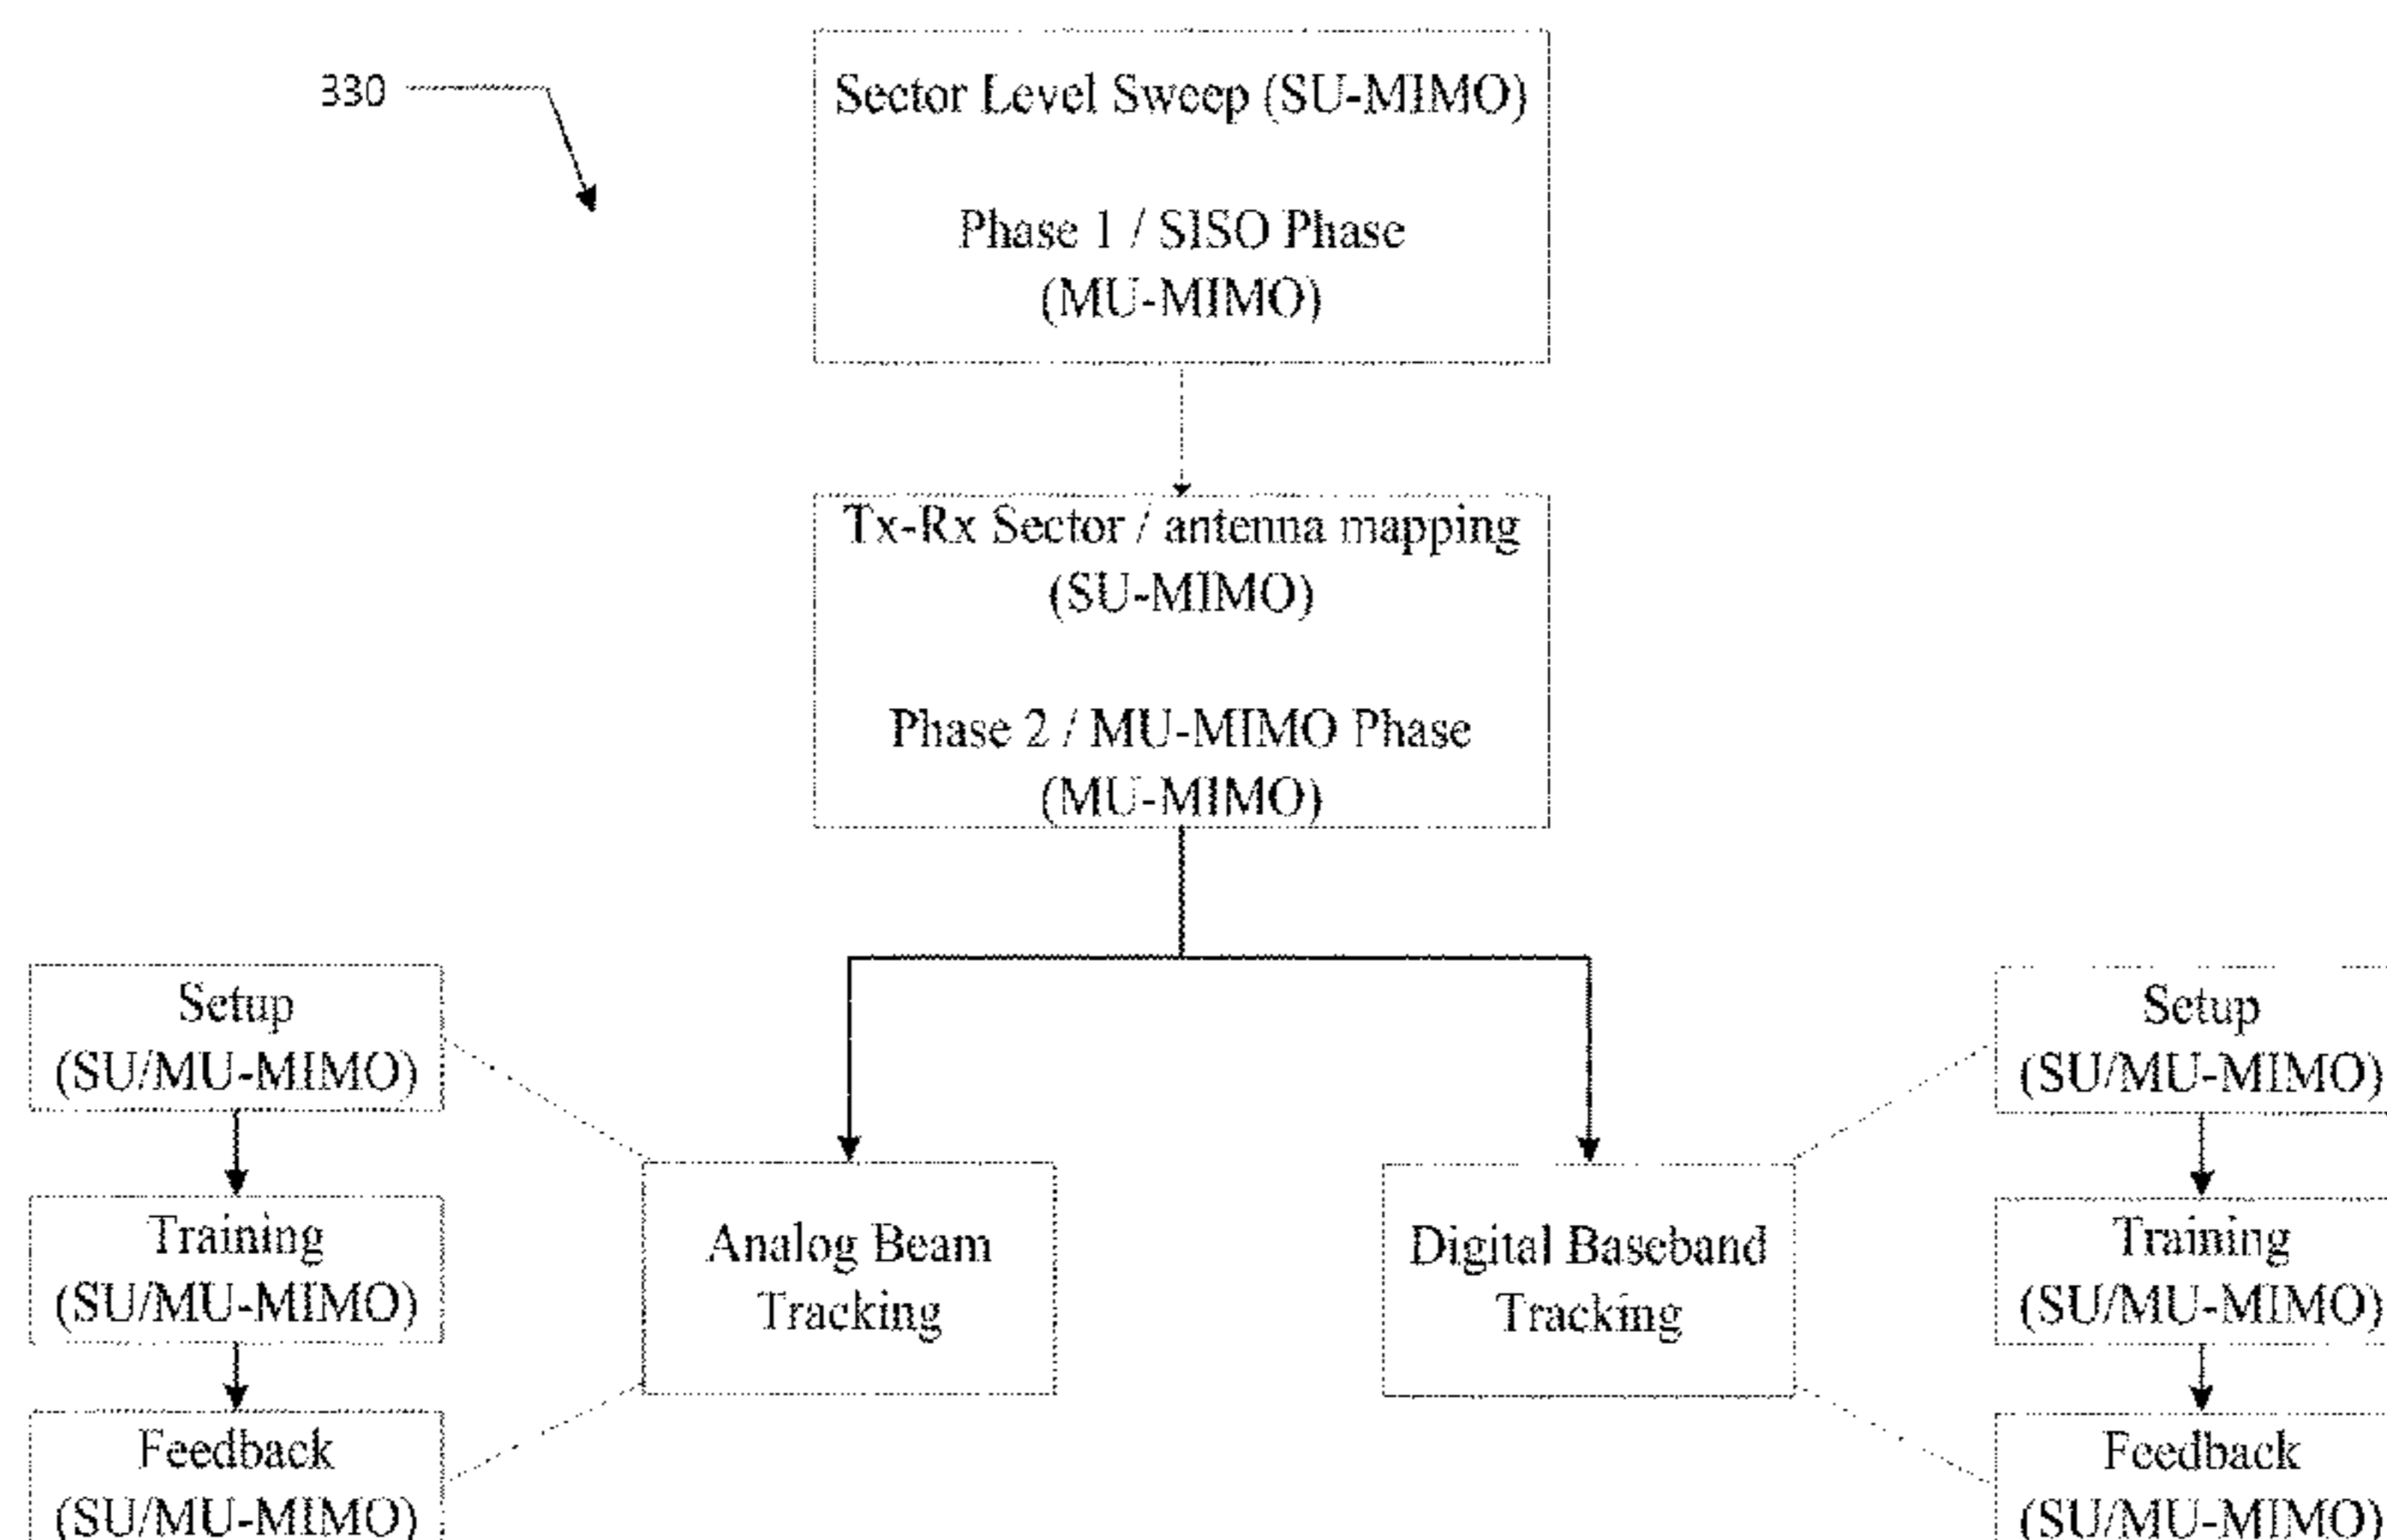 330
Sector Level Sweep (SU-MIMO)
Phase 1 / SISO Phase
(MU-MIMO)
Tx-Rx Sector / antenna mapping
(SU-MIMO)
Phase 2 / MU-MIMO Phase
(MU-MIMO)
Setup
(SU/MU-MIMO)
Training
(SU/MU-MIMO)
Feedback
(SU/MU-MIMO)
Analog Beam
Tracking
Digital Baseband
Tracking
Setup
(SU/MU-MIMO)
Training
(SU/MU-MIMO)
Feedback
(SU/MU-MIMO)